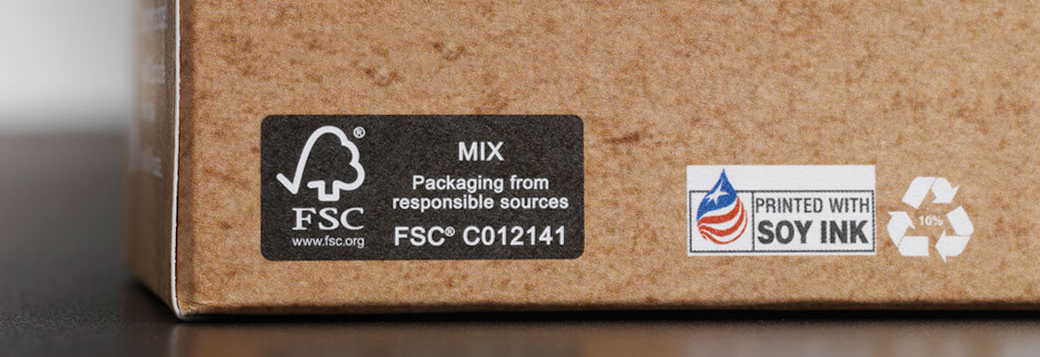 MIX
Packaging from
responsible sources
FSC® C012141
®
FSC
www.fsc.org
PRINTED WITH
SOY INK
10%